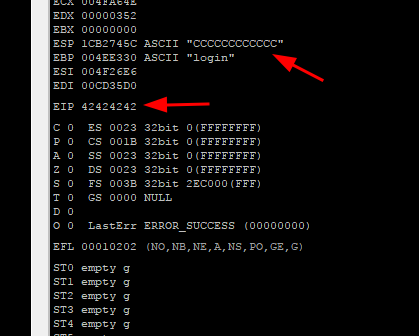 ECX 004FA64E
EDX 00000352
EBX 00000000
ESP 1CB2745C ASCII "CCCCCCCCCCCC"
EBP 004EE330 ASCII "login"
ESI 004F26E6
EDI 00CD35D0
EIP 42424242
C 0 ES 0023 32bit 0(FFFFFFFF)
P 0 CS 001B 32bit 0(FFFFFFFF)
A 0 SS 0023 32bit 0(FFFFFFFF)
Z 0 DS 0023 32bit 0(FFFFFFFF)
S 0 FS 003B 32bit 2EC000(FFF)
T 0 GS 0000 NULL
D 0
O 0 LastErr ERROR_SUCCESS (00000000)
EFL 00010202 (NO,NB,NE,A,NS,PO,GE,G)
ST0 empty g
ST1 empty g
ST2 empty g
ST3 empty g
ST4 empty g